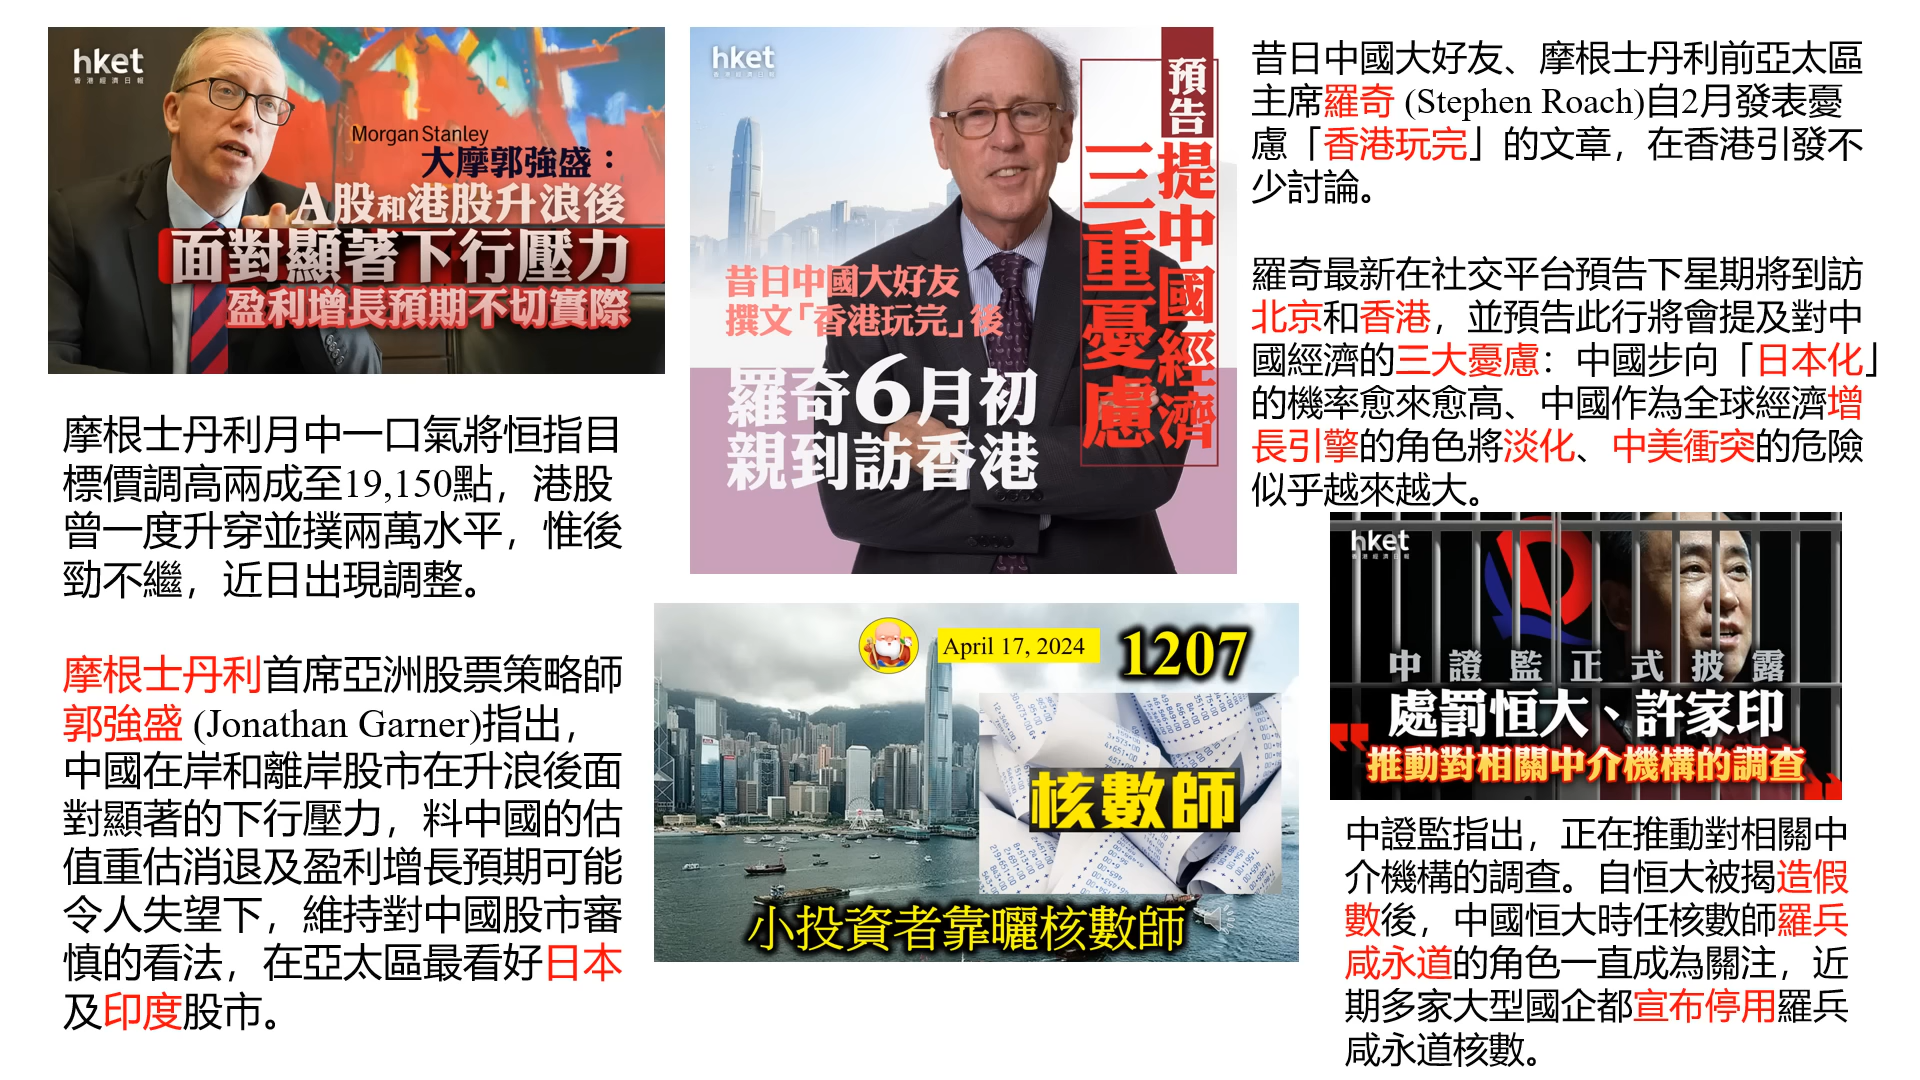 hket
香港經濟日報
Morgan Stanley
大摩郭強盛：
A股和港股升浪後
面對顯著下行壓力
盈利增長預期不切實際
摩根士丹利月中一口氣將恒指目
標價調高兩成至19,150點，港股
曾一度升穿並撲兩萬水平，惟後
勁不繼，近日出現調整。
摩根士丹利首席亞洲股票策略師
郭強盛 (Jonathan Garner)指出，
中國在岸和離岸股市在升浪後面
對顯著的下行壓力，料中國的估
值重估消退及盈利增長預期可能
令人失望下，維持對中國股市審
慎的看法，在亞太區最看好日本
及印度股市。
hket
香港經濟日報
預告
提中國經濟
三重憂慮
昔日中國大好友
撰文「香港玩完」後
羅奇6月初
親到訪香港
April 17, 2024
1207
核數師
小投資者靠曬核數師
昔日中國大好友、摩根士丹利前亞太區
主席羅奇 (Stephen Roach)自2月發表憂
慮「香港玩完」的文章，在香港引發不
少討論。
羅奇最新在社交平台預告下星期將到訪
北京和香港，並預告此行將會提及對中
國經濟的三大憂慮：中國步向「日本化」
的機率愈來愈高、中國作為全球經濟增
長引擎的角色將淡化、中美衝突的危險
似乎越來越大。
hket
香港經濟日報
中證監正式披露
處罰恒大、許家印
"推動對相關中介機構的調查"
中證監指出，正在推動對相關中
介機構的調查。自恒大被揭造假
數後，中國恒大時任核數師羅兵
咸永道的角色一直成為關注，近
期多家大型國企都宣布停用羅兵
咸永道核數。